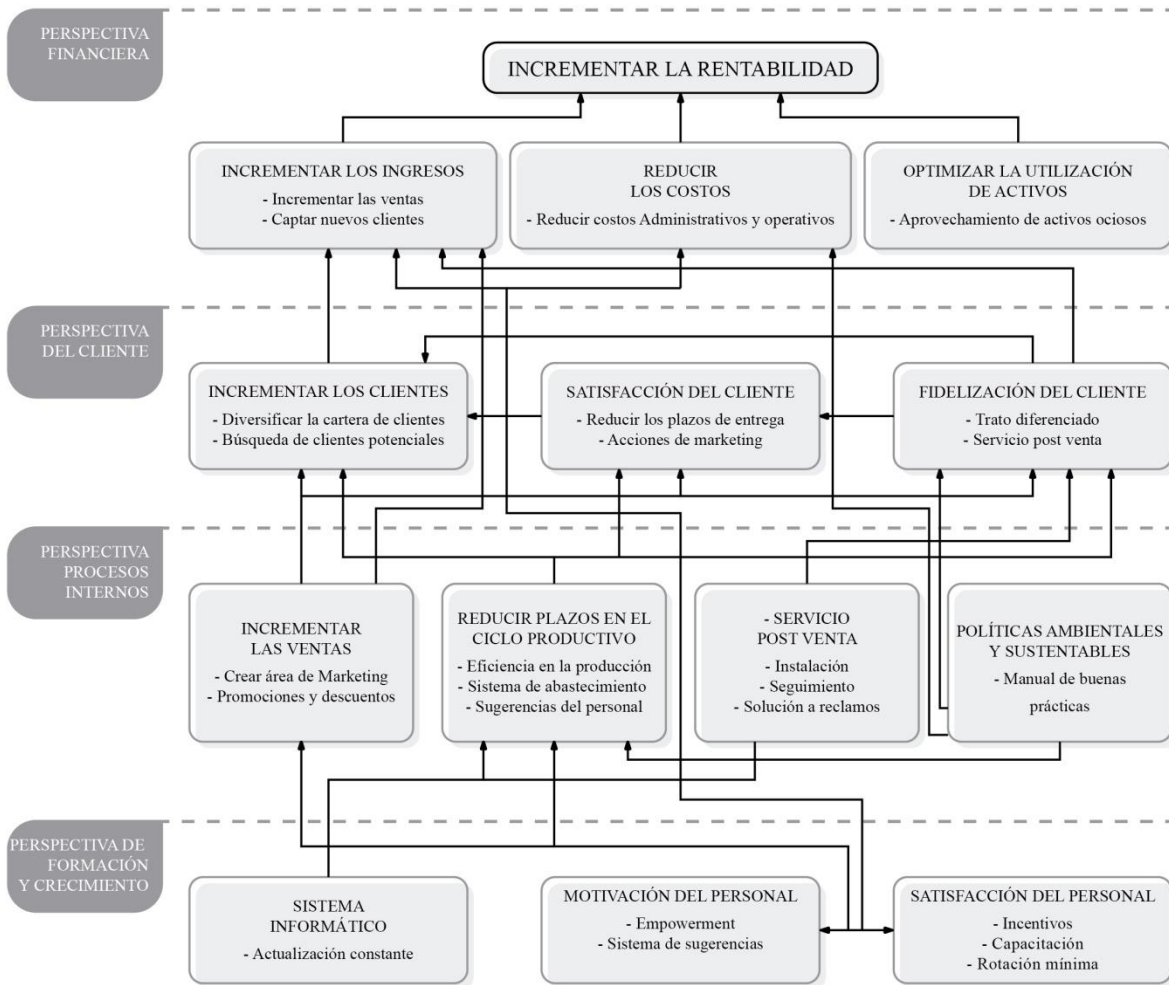 PERSPECTIVA
FINANCIERA
INCREMENTAR LA RENTABILIDAD
INCREMENTAR LOS INGRESOS
- Incrementar las ventas
- Captar nuevos clientes
REDUCIR
LOS COSTOS
- Reducir costos Administrativos y operativos
OPTIMIZAR LA UTILIZACIÓN
DE ACTIVOS
- Aprovechamiento de activos ociosos
PERSPECTIVA
DEL CLIENTE
INCREMENTAR LOS CLIENTES
- Diversificar la cartera de clientes
- Búsqueda de clientes potenciales
SATISFACCIÓN DEL CLIENTE
- Reducir los plazos de entrega
- Acciones de marketing
FIDELIZACIÓN DEL CLIENTE
- Trato diferenciado
- Servicio post venta
PERSPECTIVA
PROCESOS
INTERNOS
INCREMENTAR
LAS VENTAS
- Crear área de Marketing
- Promociones y descuentos
REDUCIR PLAZOS EN EL
CICLO PRODUCTIVO
- Eficiencia en la producción
- Sistema de abastecimiento
- Sugerencias del personal
- SERVICIO
POST VENTA
- Instalación
- Seguimiento
- Solución a reclamos
POLÍTICAS AMBIENTALES
Y SUSTENTABLES
- Manual de buenas
prácticas
PERSPECTIVA DE
FORMACIÓN
Y CRECIMIENTO
SISTEMA
INFORMÁTICO
- Actualización constante
MOTIVACIÓN DEL PERSONAL
- Empowerment
- Sistema de sugerencias
SATISFACCIÓN DEL PERSONAL
- Incentivos
- Capacitación
- Rotación mínima